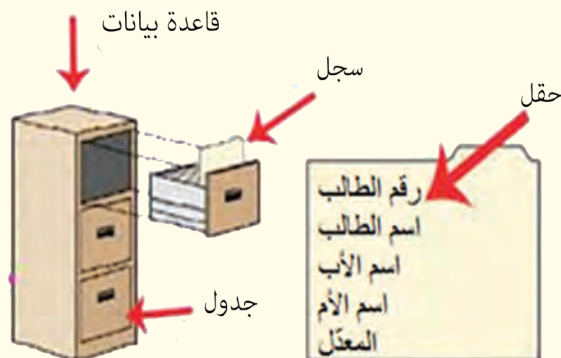 قاعدة بيانات
سجل
حقل
جدول
رقم الطالب
اسم الطالب
اسم الأب
اسم الأم
المعدّل